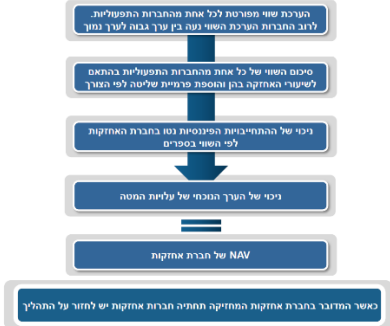 הערכת שווי מפורטת לכל אחת מהחברות התפעוליות.
לרוב החברות הערכת השווי נעה בין ערך גבוה לערך נמוך
סיכום השווי של כל אחת מהחברות התפעוליות בהתאם
לשיעורי האחזקה בהן והוספת פרמיית שליטה לפי הצורך
ניכוי של ההתחייבויות הפיננסיות נטו בחברת האחזקות
לפי השווי בספרים
ניכוי של הערך הנוכחי של עלויות המטה
NAV של חברת אחזקות
כאשר המדובר בחברת אחזקות המחזיקה תחתיה חברות אחזקות יש לחזור על התהליך